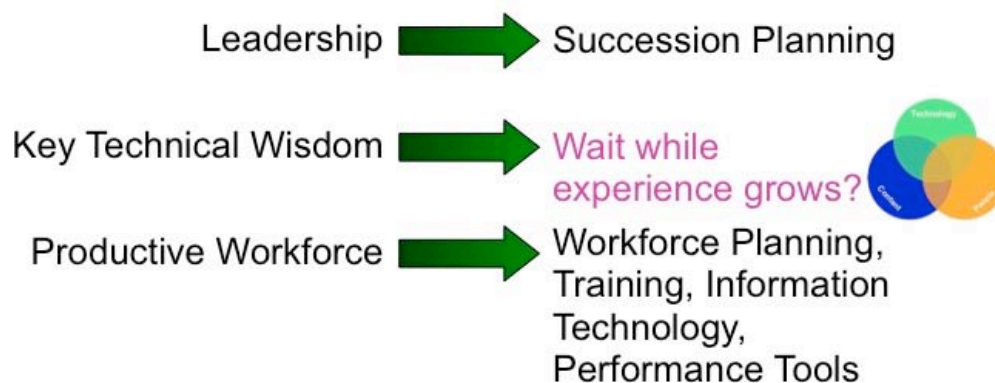 Leadership
Succession Planning
Key Technical Wisdom
Wait while
experience grows?
Technology
Content
People
Productive Workforce
Workforce Planning,
Training, Information
Technology,
Performance Tools